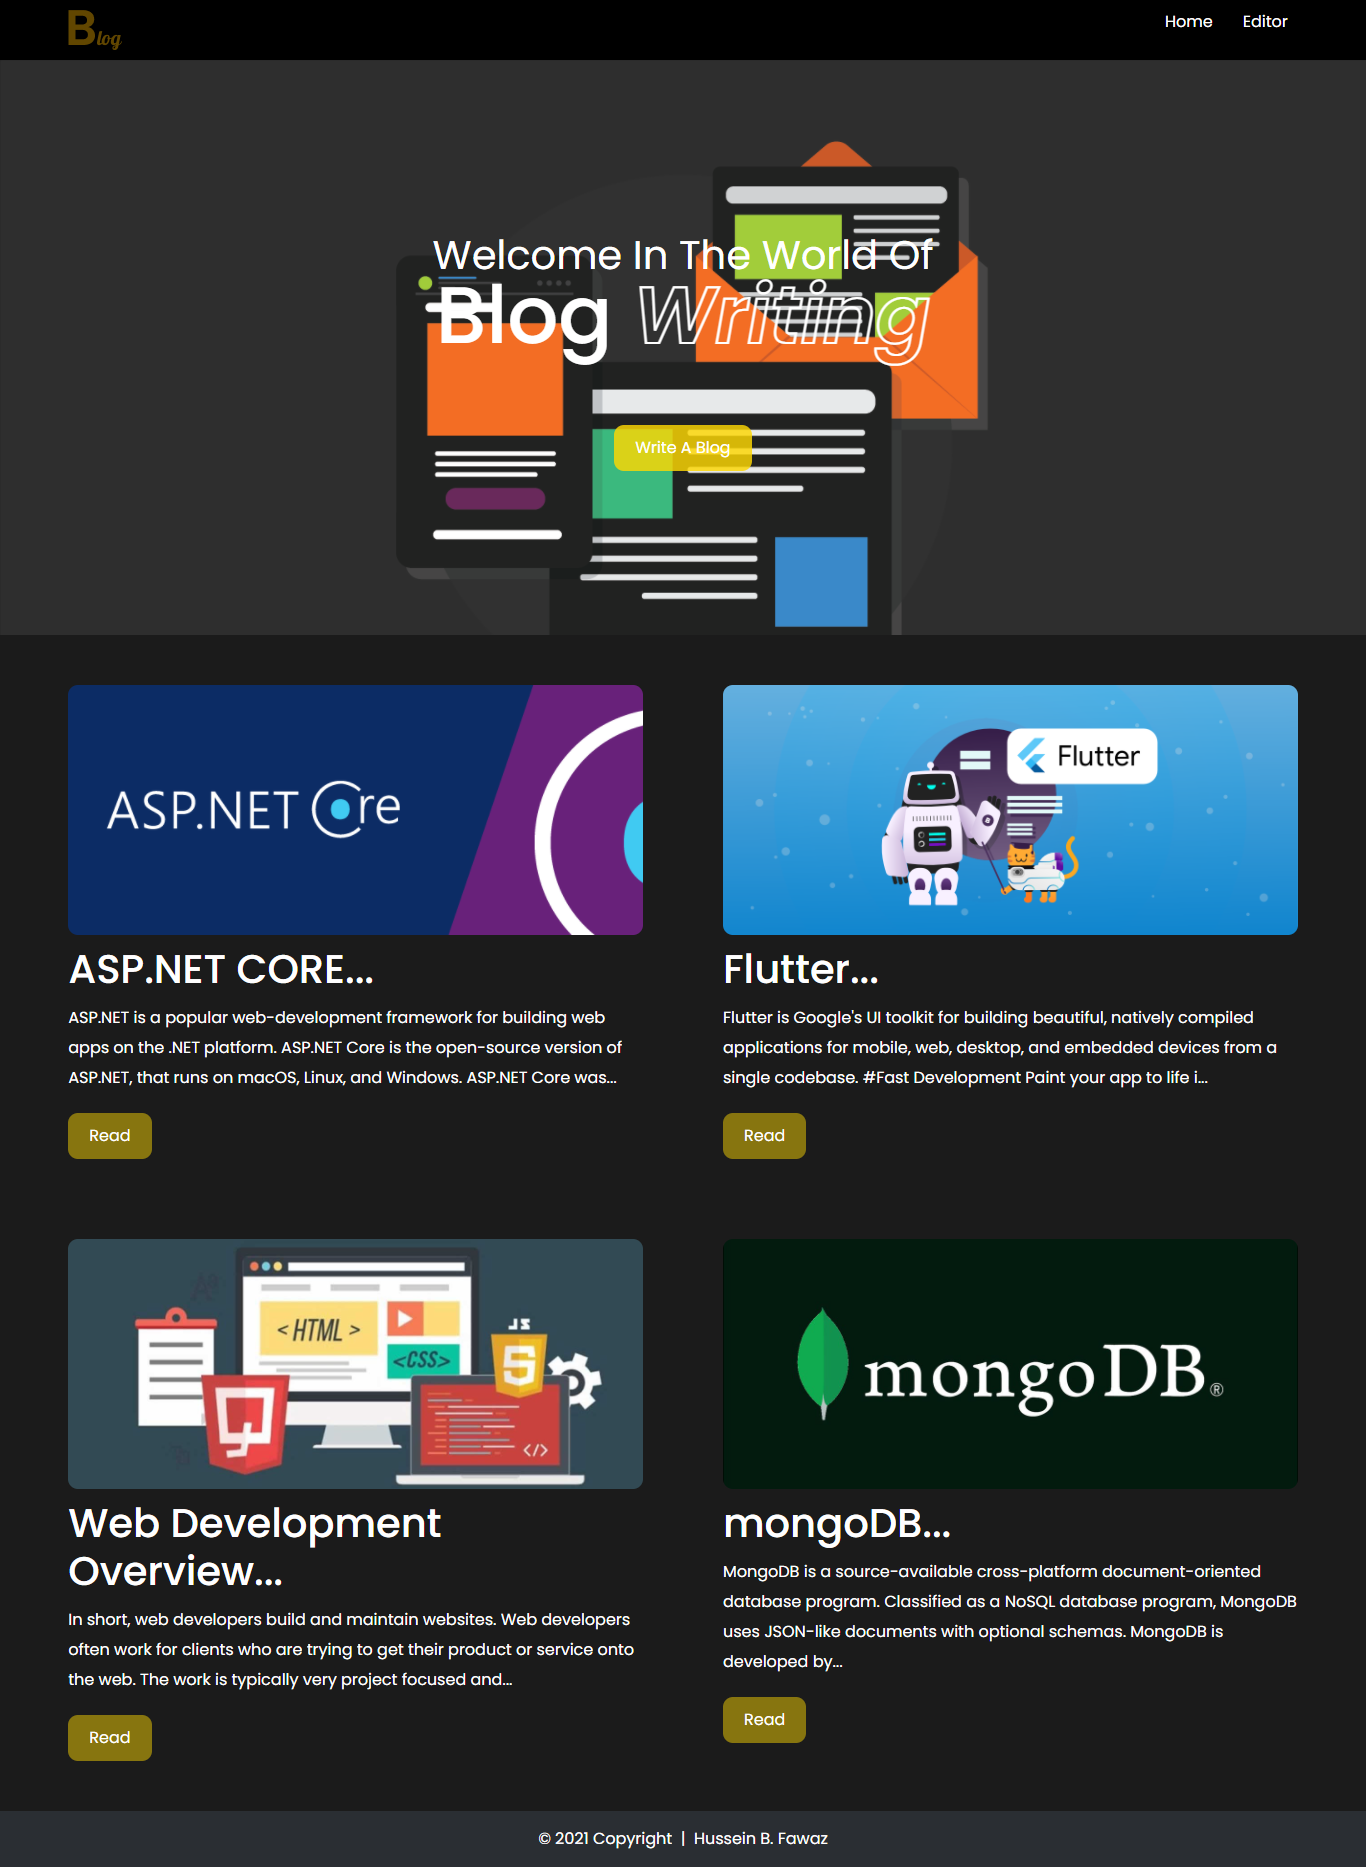 Blog
Home Editor
Welcome In The World Of
Blog Writing
Write A Blog
ASP.NET Core
Flutter
ASP.NET CORE...
Flutter...
ASP.NET is a popular web-development framework for building web
apps on the .NET platform. ASP.NET Core is the open-source version of
ASP.NET, that runs on macOS, Linux, and Windows. ASP.NET Core was...
Read
Flutter is Google's UI toolkit for building beautiful, natively compiled
applications for mobile, web, desktop, and embedded devices from a
single codebase. #Fast Development Paint your app to life i...
Read
< HTML >
<CSS>
JS
5
</>
mongoDB®
Web Development
Overview...
In short, web developers build and maintain websites. Web developers
often work for clients who are trying to get their product or service onto
the web. The work is typically very project focused and...
Read
mongoDB...
MongoDB is a source-available cross-platform document-oriented
database program. Classified as a NoSQL database program, MongoDB
uses JSON-like documents with optional schemas. MongoDB is
developed by...
Read
© 2021 Copyright | Hussein B. Fawaz